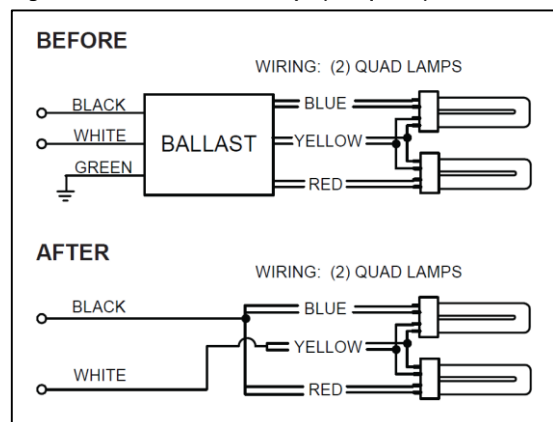 BEFORE
WIRING: (2) QUAD LAMPS
BLACK
BLUE
WHITE
BALLAST
YELLOW
GREEN
RED
AFTER
WIRING: (2) QUAD LAMPS
BLACK
BLUE
YELLOW
WHITE
RED